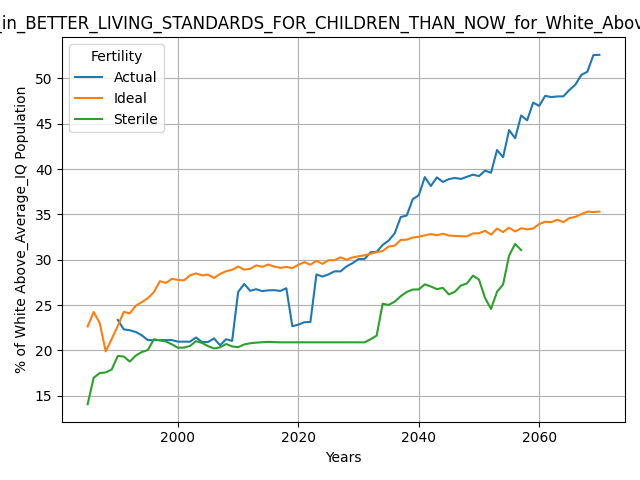 _in_BETTER_LIVING_STANDARDS_FOR_CHILDREN_THAN_NOW_for_White_Abov
Fertility
Actual
Ideal
Sterile
% of White Above_Average_IQ Population
50
45
40
35
30
25
20
15
2000 2020 2040 2060
Years